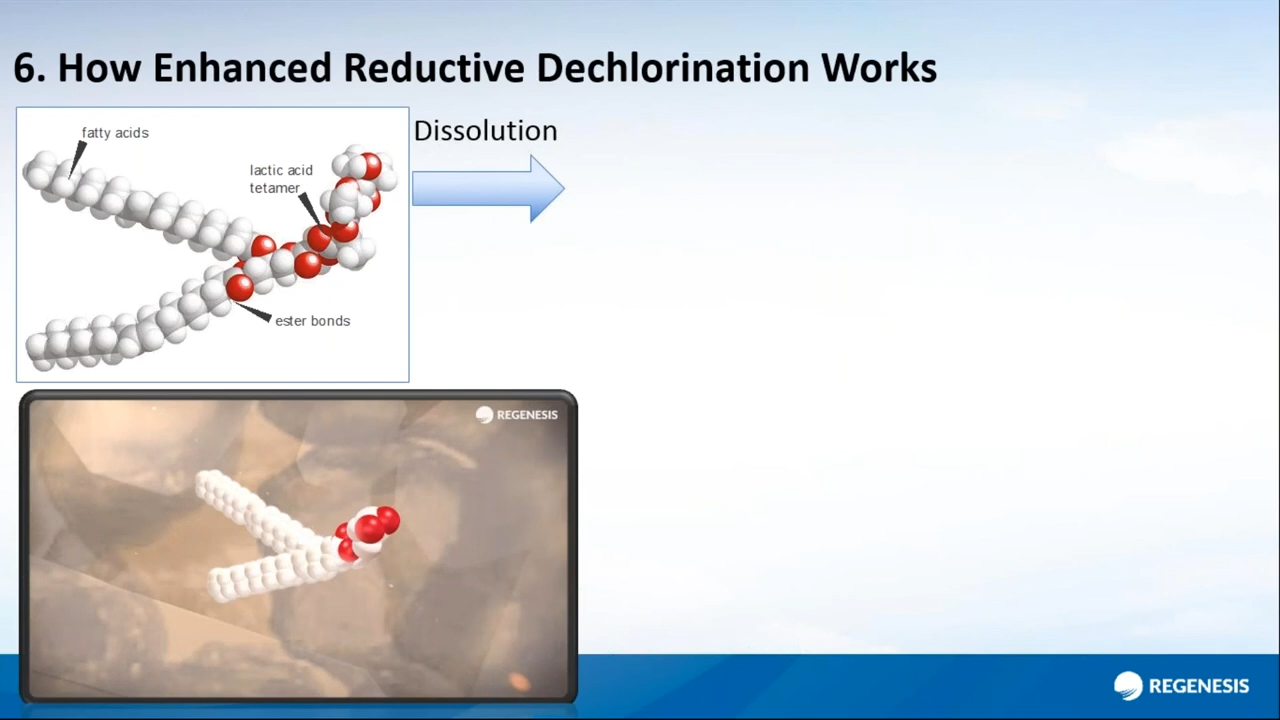 6. How Enhanced Reductive Dechlorination Works
fatty acids
lactic acid
tetamer
ester bonds
Dissolution
REGENESIS
REGENESIS